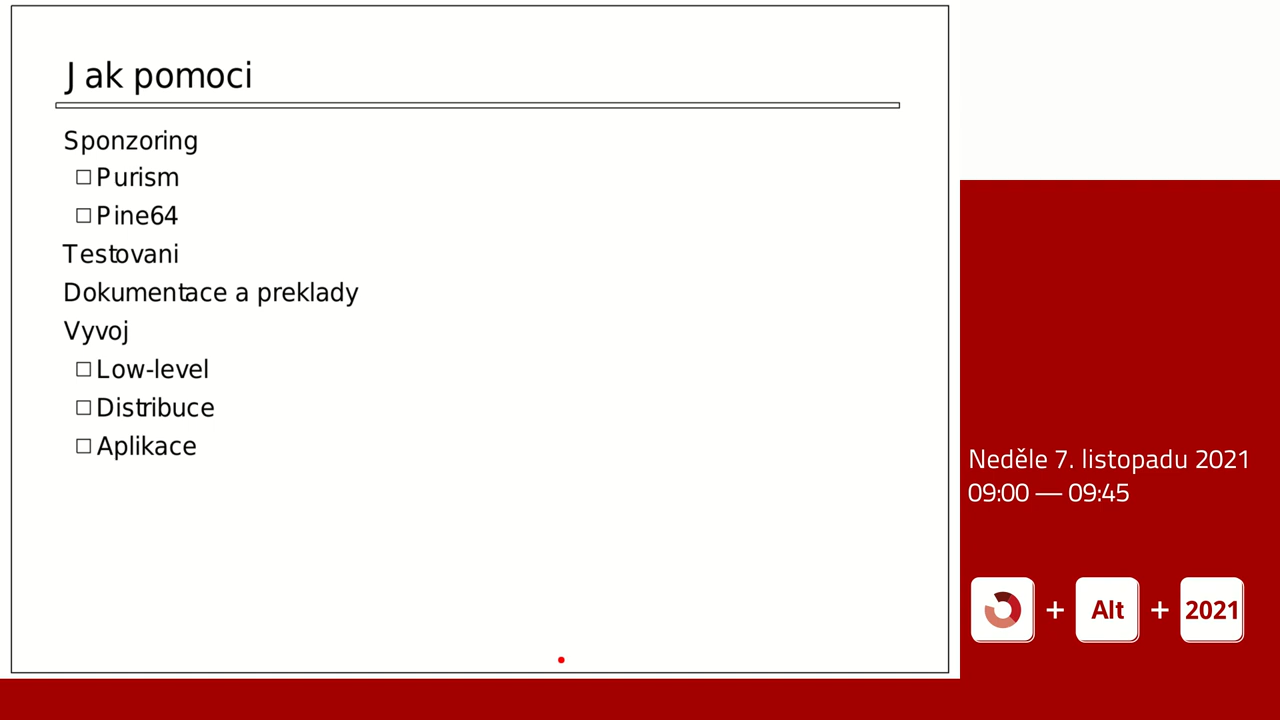 Jak pomoci
Sponzoring
Purism
Pine64
Testovani
Dokumentace a preklady
Vyvoj
Low-level
Distribuce
Aplikace
Neděle 7. listopadu 2021
09:00 — 09:45
+ Alt + 2021